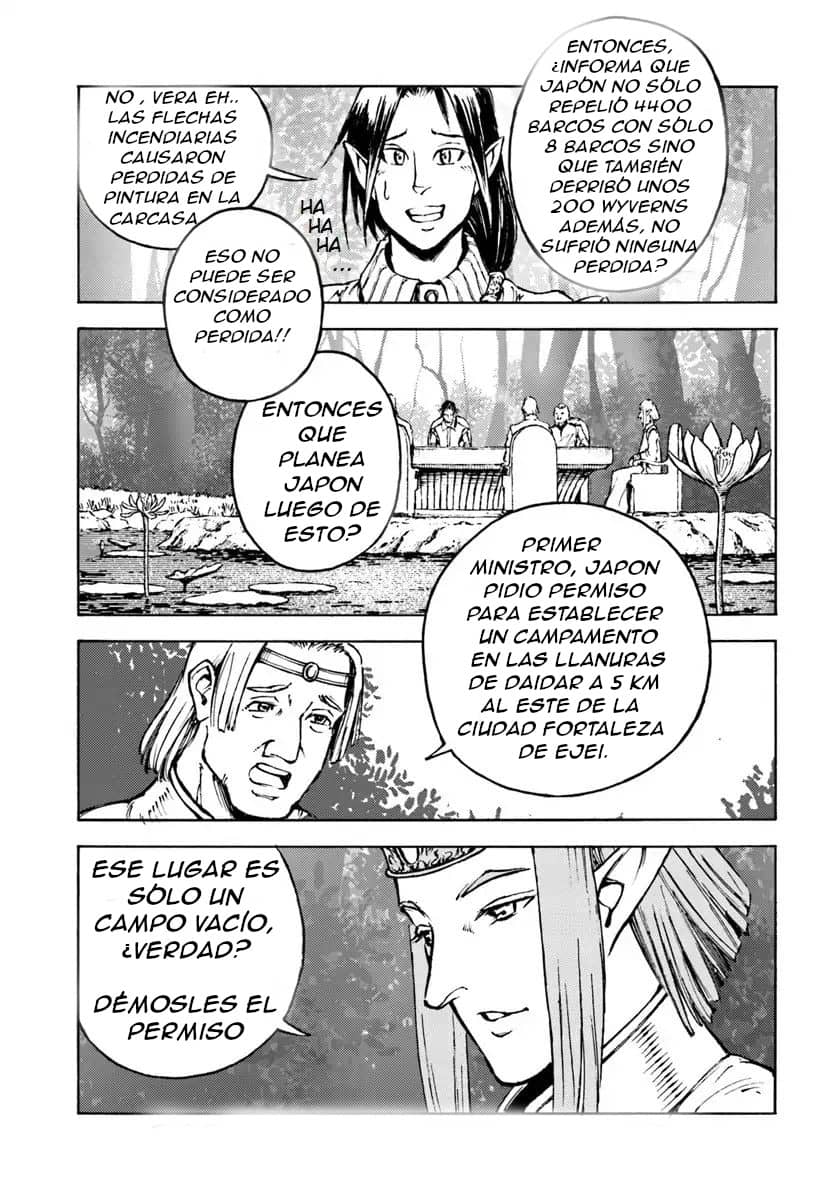 ENTONCES,
¿INFORMA QUE
JAPÓN NO SÓLO
REPELIÓ 4400
BARCOS CON SÓLO
8 BARCOS SINO
QUE TAMBIÉN
DERRIBÓ UNOS
200 WYVERNS
ADEMÁS, NO
SUFRIÓ NINGUNA
PERDIDA?
NO , VERA EH..
LAS FLECHAS
INCENDIARIAS
CAUSARON
PERDIDAS DE
PINTURA EN LA
CARCASA
HA
HA
HA
...
ESO NO
PUEDE SER
CONSIDERADO
COMO
PERDIDA!!
ENTONCES
QUE
PLANEA
JAPON
LUEGO DE
ESTO?
PRIMER
MINISTRO, JAPON
PIDIO PERMISO
PARA ESTABLECER
UN CAMPAMENTO
EN LAS LLANURAS
DE DAIDAR A 5 KM
AL ESTE DE LA
CIUDAD FORTALEZA
DE EJEI.
ESE LUGAR ES
SÓLO UN
CAMPO VACÍO,
¿VERDAD?
DÉMOSLES EL
PERMISO